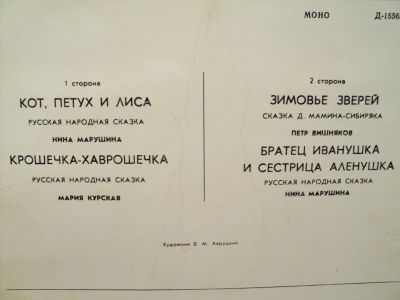 МОНО Д-1556
1 сторона
КОТ, ПЕТУХ И ЛИСА
РУССКАЯ НАРОДНАЯ СКАЗКА
НИНА МАРУШИНА
КРОШЕЧКА-ХАВРОШЕЧКА
РУССКАЯ НАРОДНАЯ СКАЗКА
МАРИЯ КУРСКАЯ
2 сторона
ЗИМОВЬЕ ЗВЕРЕЙ
СКАЗКА Д. МАМИНА-СИБИРЯКА
ПЕТР ВИШНЯКОВ
БРАТЕЦ ИВАНУШКА
И СЕСТРИЦА АЛЕНУШКА
РУССКАЯ НАРОДНАЯ СКАЗКА
НИНА МАРУШИНА
Художник В. М. Аврущкий